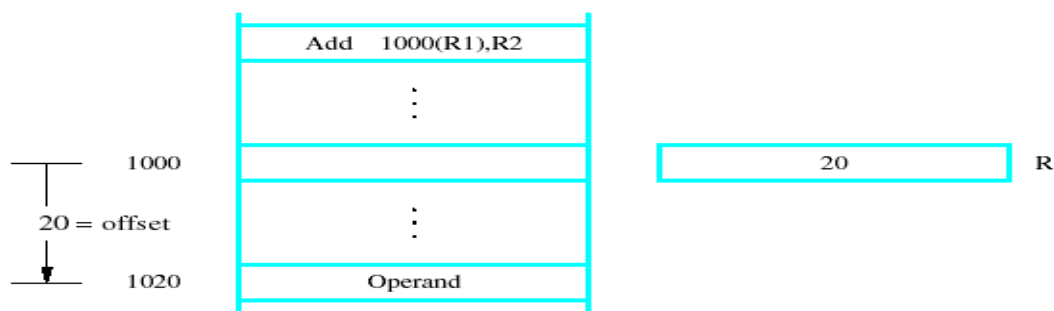 Add 1000(R1),R2
1000
20
R
20 = offset
1020
Operand